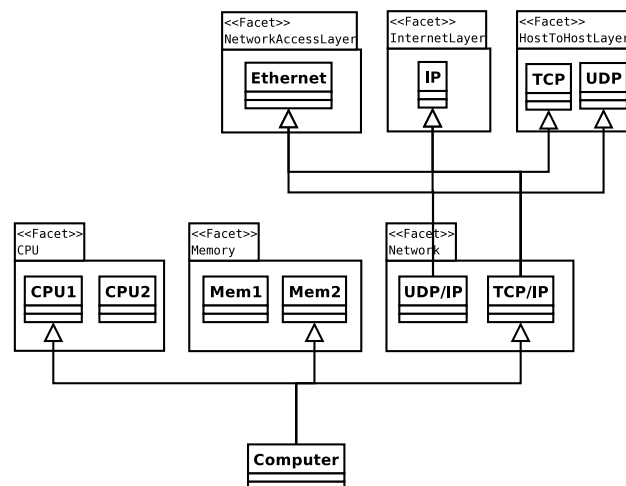 <<Facet>>
NetworkAccessLayer
<<Facet>>
InternetLayer
<<Facet>>
HostToHostLayer
Ethernet
IP
TCP
UDP
<<Facet>>
CPU
<<Facet>>
Memory
<<Facet>>
Network
CPU1
CPU2
Mem1
Mem2
UDP/IP
TCP/IP
Computer